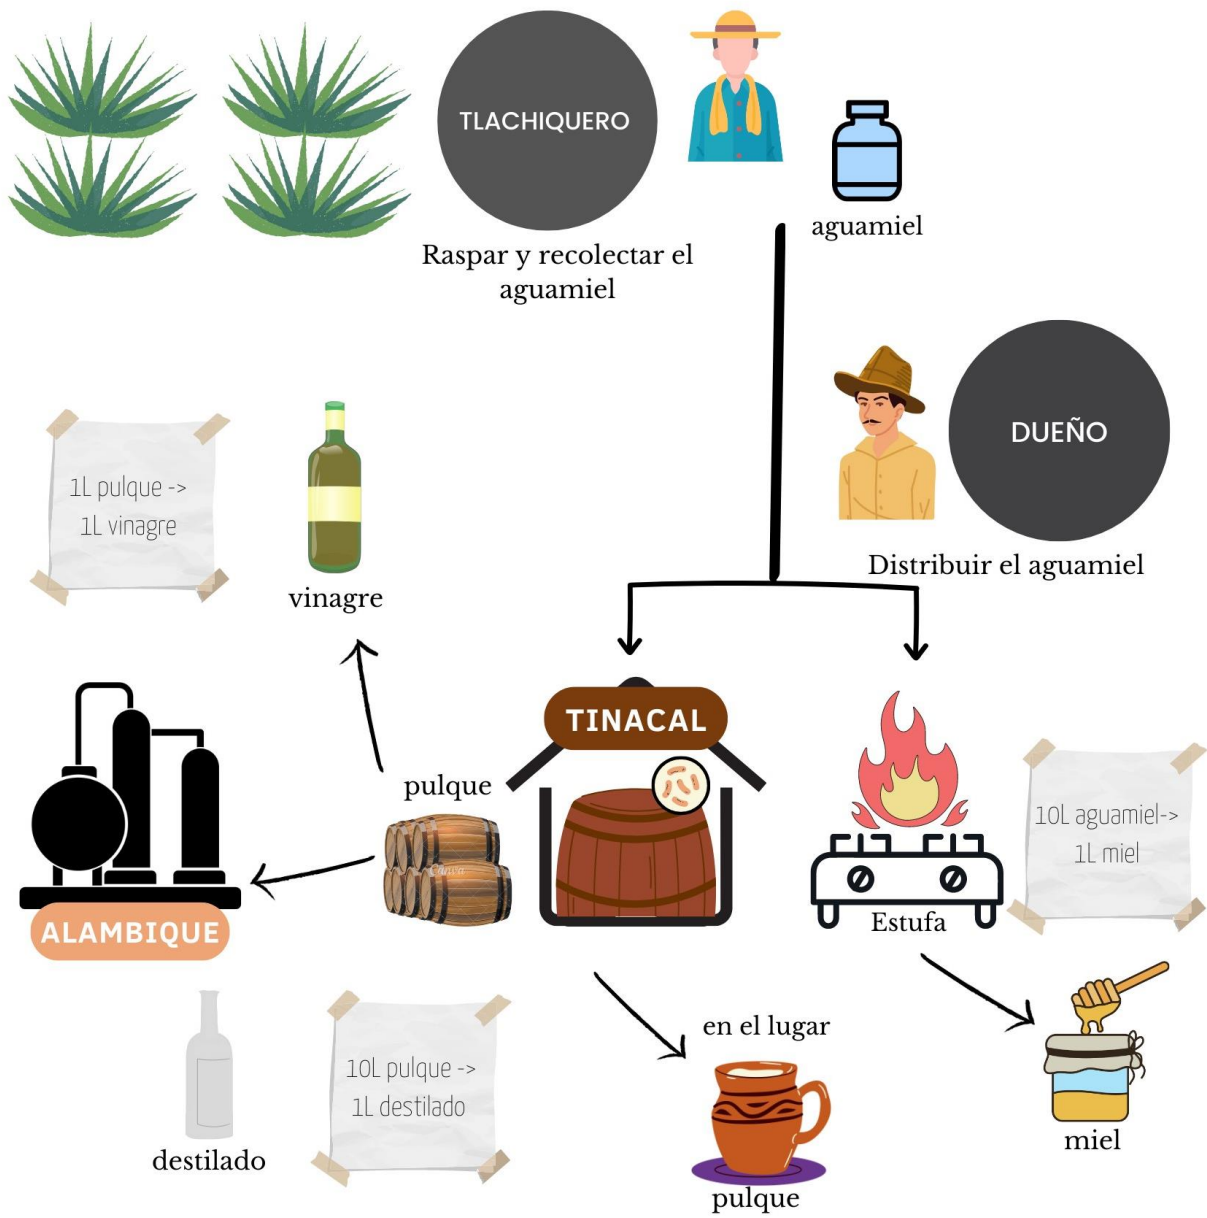 TLACHIQUERO
aguamiel
Raspar y recolectar el
aguamiel
DUEÑO
Distribuir el aguamiel
1L pulque ->
1L vinagre
vinagre
TINACAL
pulque
Canva
10L aguamiel->
1L miel
Estufa
ALAMBIQUE
en el lugar
10L pulque ->
1L destilado
destilado
miel
pulque